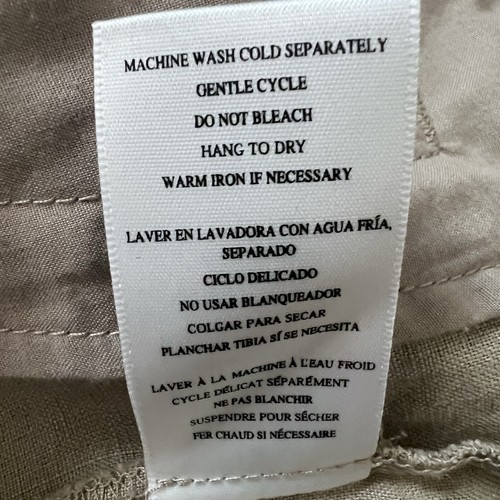 MACHINE WASH COLD SEPARATELY
GENTLE CYCLE
DO NOT BLEACH
HANG TO DRY
WARM IRON IF NECESSARY
LAVER EN LAVADORA CON AGUA FRÍA,
SEPARADO
CICLO DELICADO
NO USAR BLANQUEADOR
COLGAR PARA SECAR
PLANCHAR TIBIA SÍ SE NECESITA
LAVER À LA MACHINE À L'EAU FROID
CYCLE DÉLICAT SÉPARÉMENT
NE PAS BLANCHIR
SUSPENDRE POUR SÉCHER
FER CHAUD SI NÉCESSAIRE